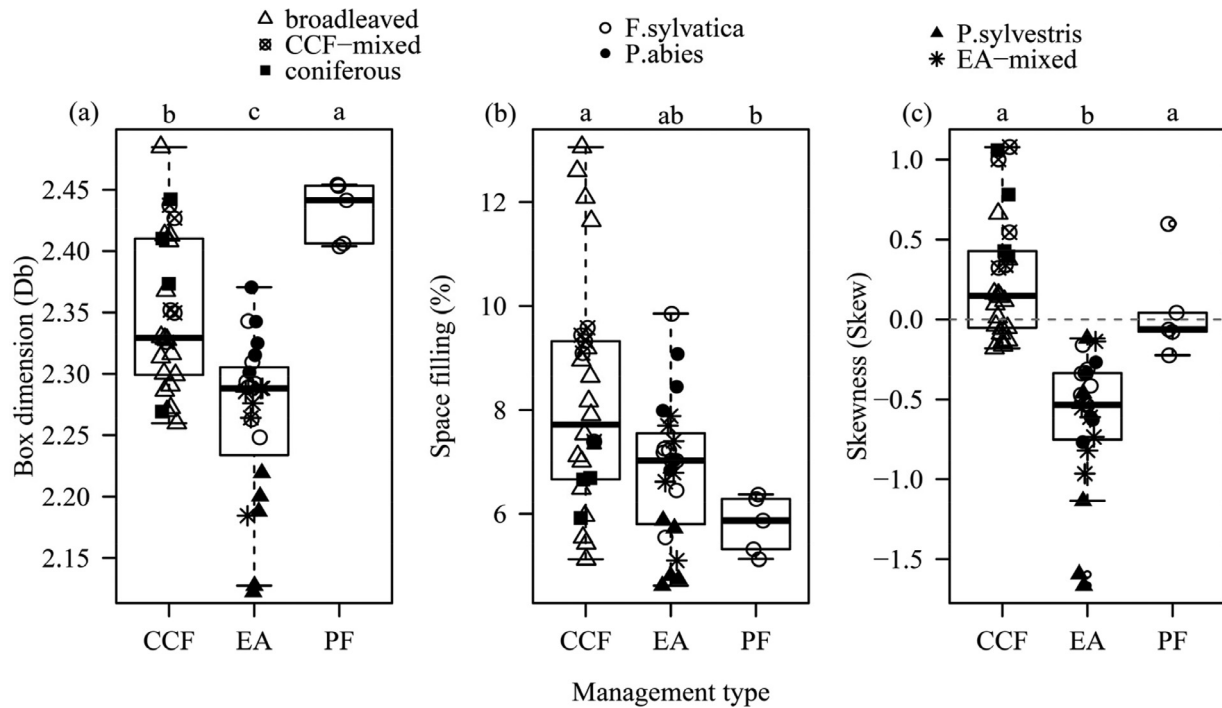 broadleaved
CCF−mixed
coniferous
F.sylvatica
P.abies
P.sylvestris
EA−mixed
(a) b c a
Box dimension (Db)
2.45
2.40
2.35
2.30
2.25
2.20
2.15
CCF EA PF
(b) a ab b
Space filling (%)
12
10
8
6
CCF EA PF
(c) a b a
Skewness (Skew)
1.0
0.5
0.0
−0.5
−1.0
−1.5
CCF EA PF
Management type